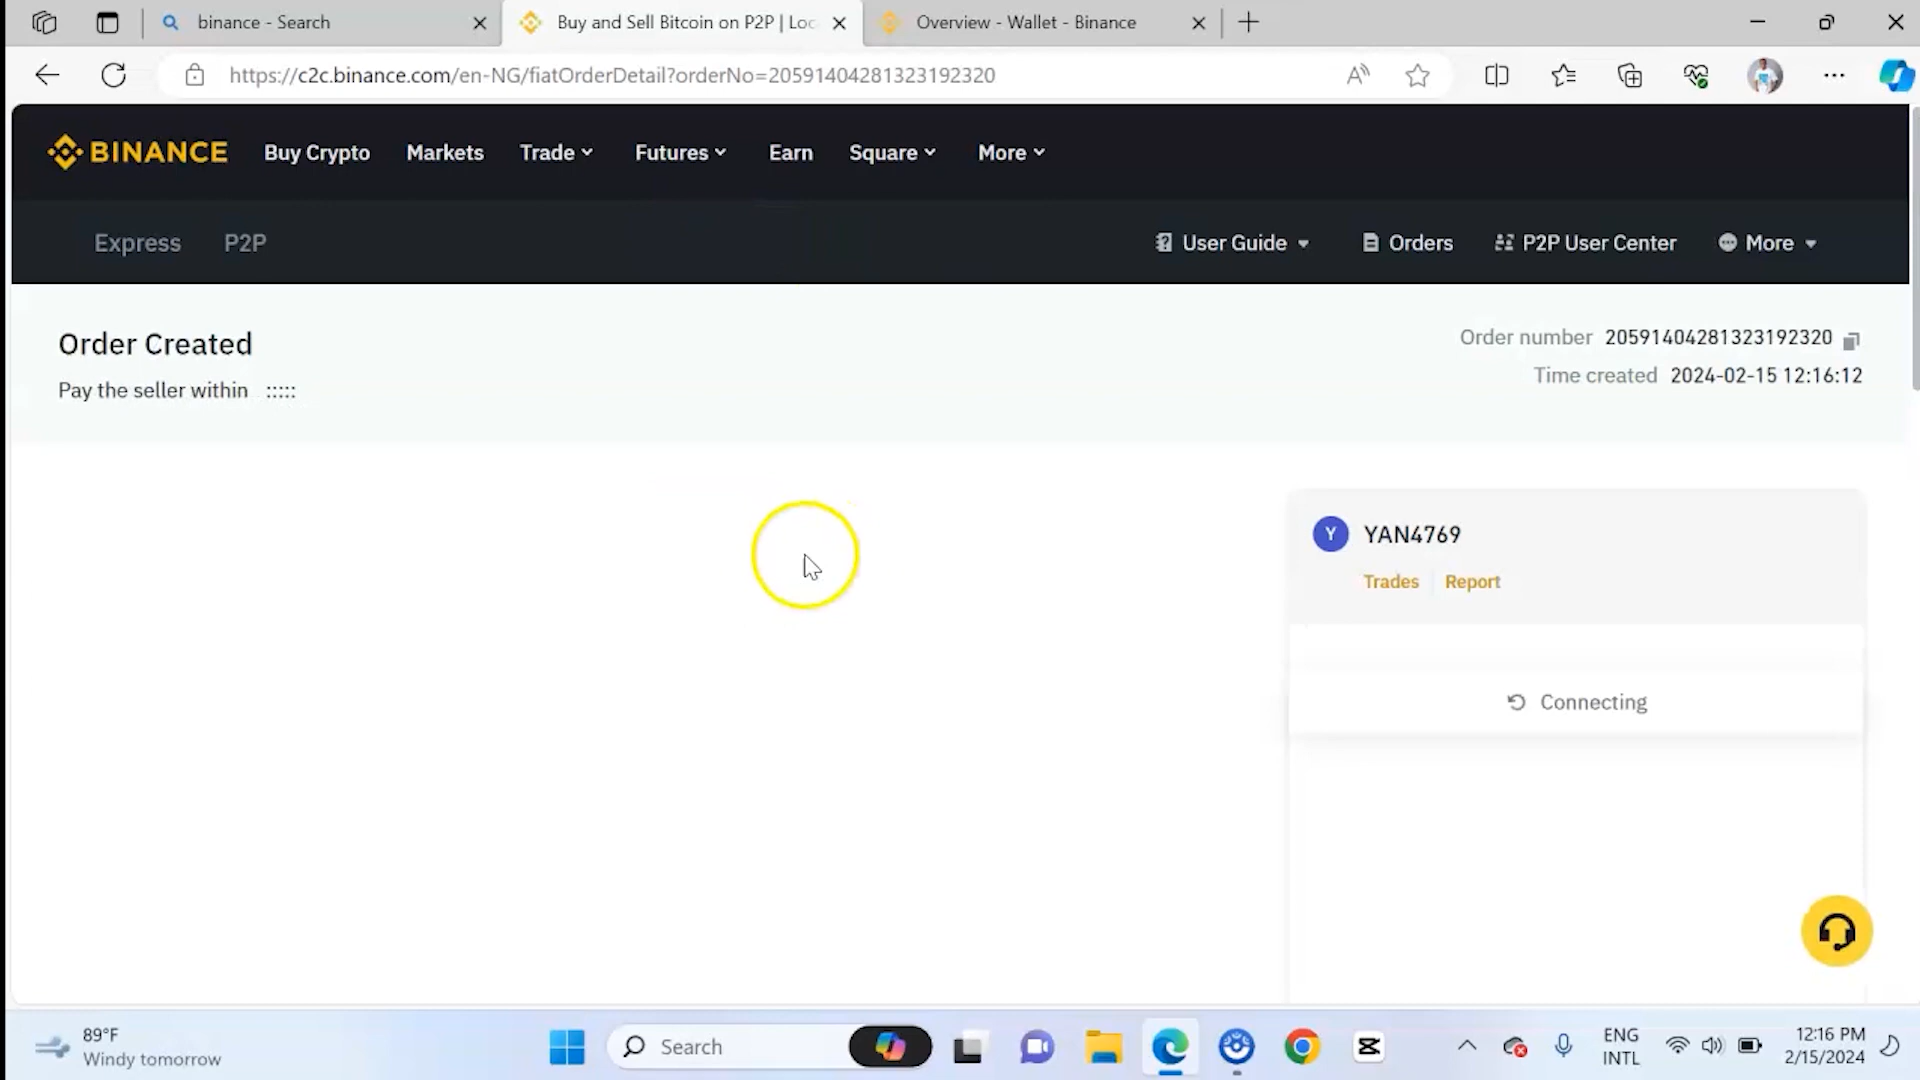 binance - Search
Buy and Sell Bitcoin on P2P | Loc
Overview - Wallet - Binance
https://c2c.binance.com/en-NG/fiatOrderDetail?orderNo=20591404281323192320
BINANCE
Buy Crypto
Markets
Trade
Futures
Earn
Square
More
Express
P2P
User Guide
Orders
P2P User Center
More
Order Created
Pay the seller within :::::
Order number 20591404281323192320
Time created 2024-02-15 12:16:12
Y
YAN4769
Trades
Report
Connecting
89°F
Windy tomorrow
Search
ENG
INTL
12:16 PM
2/15/2024